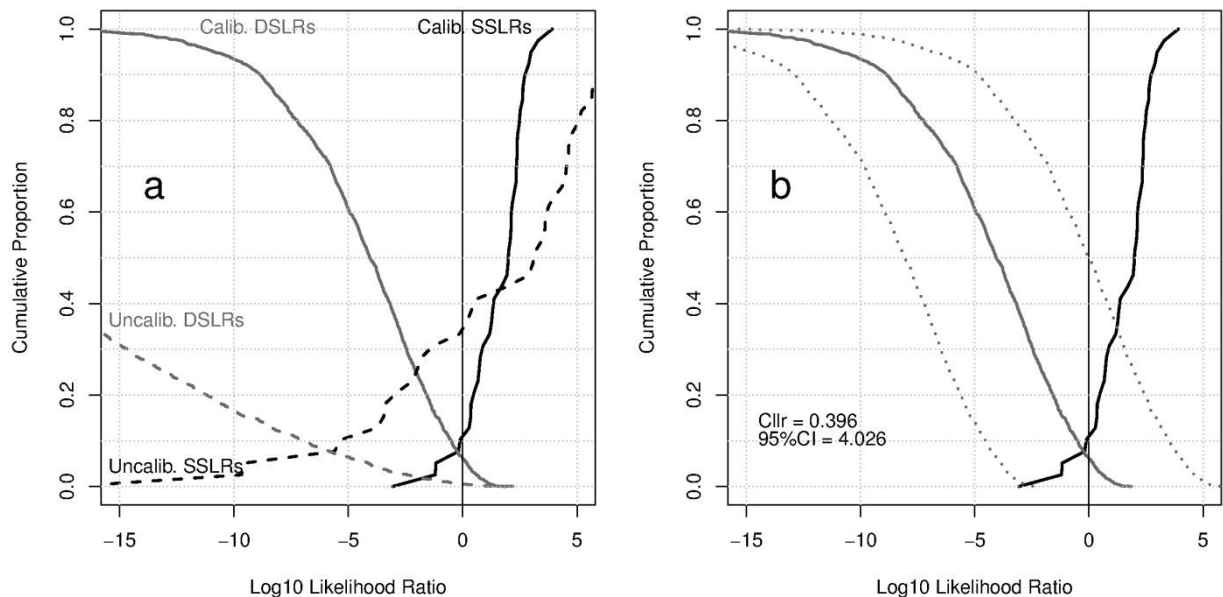 Calib. DSLRs
Calib. SSLRs
a
Uncalib. DSLRs
Uncalib. SSLRs
Cumulative Proportion
0.0
0.2
0.4
0.6
0.8
1.0
−15 −10 −5 0 5
Log10 Likelihood Ratio
b
Cllr = 0.396
95%CI = 4.026
Cumulative Proportion
0.0
0.2
0.4
0.6
0.8
1.0
−15 −10 −5 0 5
Log10 Likelihood Ratio